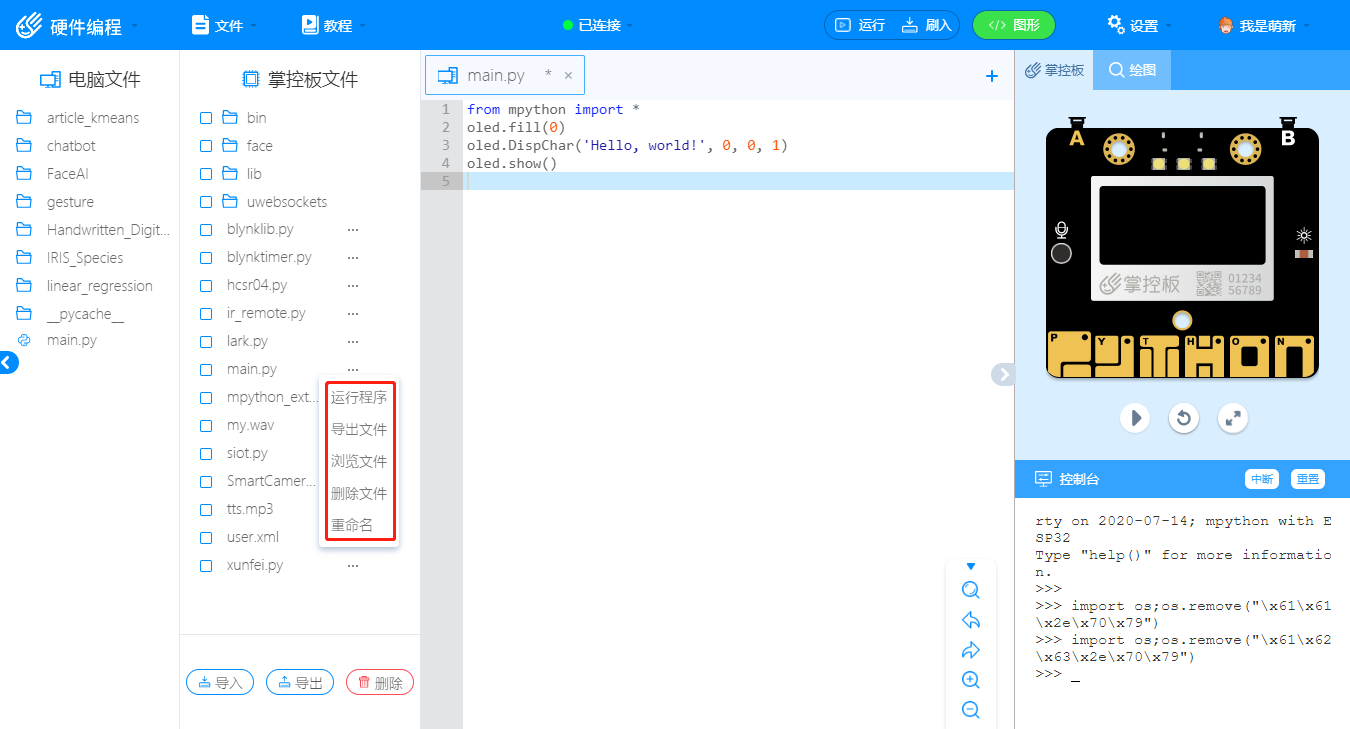 硬件编程
文件
教程
已连接
运行
刷入
</> 图形
设置
我是萌新
电脑文件
article_kmeans
chatbot
FaceAI
gesture
Handwritten_Digit...
IRIS_Species
linear_regression
__pycache__
main.py
掌控板文件
bin
face
lib
uwebsockets
blynklib.py ...
blynktimer.py ...
hcsr04.py ...
ir_remote.py ...
lark.py ...
main.py ...
mpython_ext...
my.wav
siot.py
SmartCamer...
tts.mp3
user.xml
xunfei.py ...
运行程序
导出文件
浏览文件
删除文件
重命名
导入
导出
删除
main.py * ×
+
1 from mpython import *
2 oled.fill(0)
3 oled.DispChar('Hello, world!', 0, 0, 1)
4 oled.show()
5
掌控板
绘图
A
B
掌控板
01234
56789
P Y T H O N
控制台
中断
重置
rty on 2020-07-14; mpython with E
SP32
Type "help()" for more informatio
n.
>>>
>>> import os;os.remove("\x61\x61
\x2e\x70\x79")
>>> import os;os.remove("\x61\x62
\x63\x2e\x70\x79")
>>> _